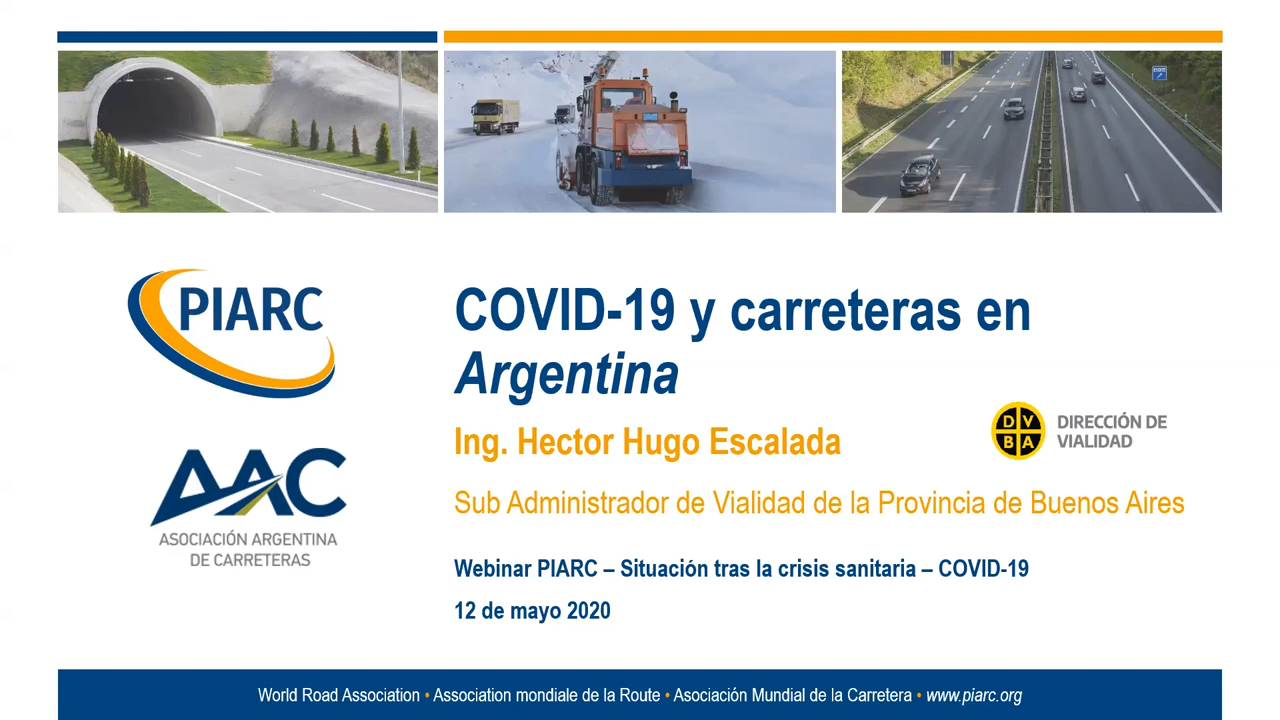 PIARC
AAC
ASOCIACIÓN ARGENTINA
DE CARRETERAS
COVID-19 y carreteras en
Argentina
Ing. Hector Hugo Escalada
DV
BA
DIRECCIÓN DE
VIALIDAD
Sub Administrador de Vialidad de la Provincia de Buenos Aires
Webinar PIARC – Situación tras la crisis sanitaria – COVID-19
12 de mayo 2020
World Road Association • Association mondiale de la Route • Asociación Mundial de la Carretera • www.piarc.org